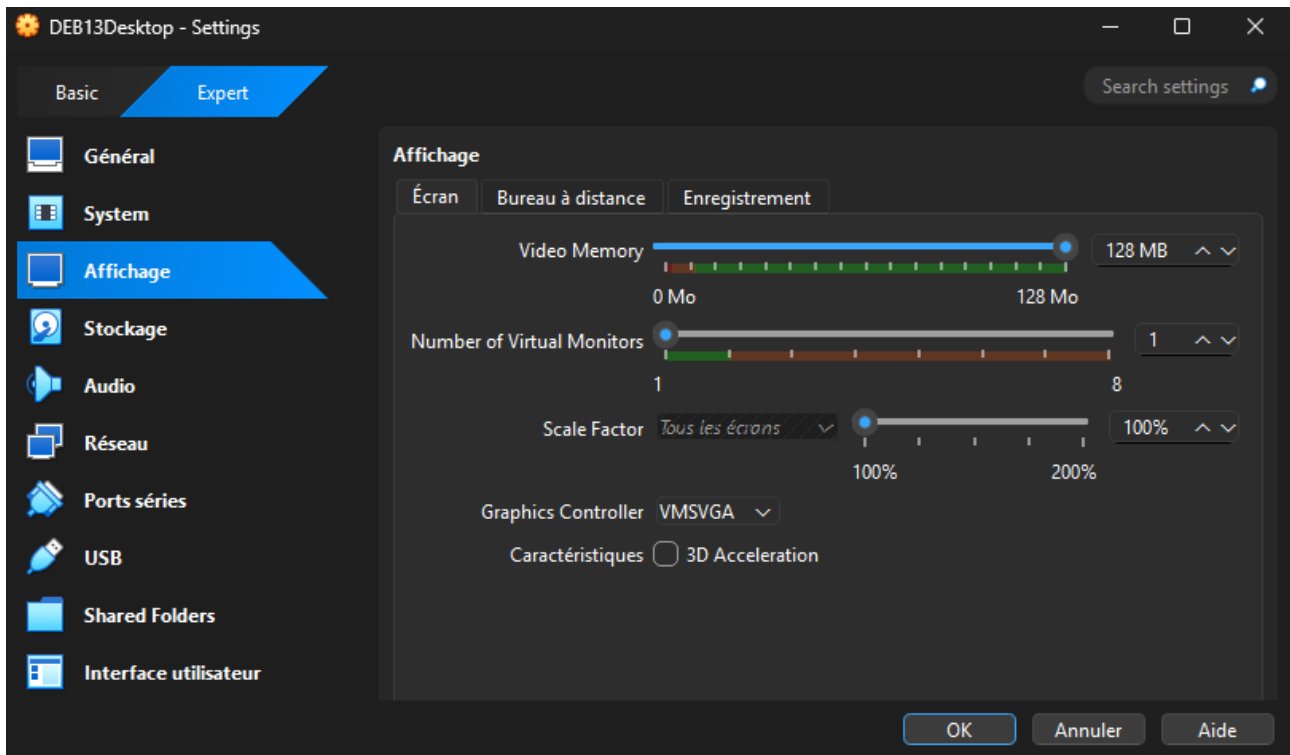 DEB13Desktop - Settings
Basic Expert Search settings
Général
System
Affichage
Stockage
Audio
Réseau
Ports séries
USB
Shared Folders
Interface utilisateur
Affichage
Écran Bureau à distance Enregistrement
Video Memory 128 MB
0 Mo 128 Mo
Number of Virtual Monitors 1
1 8
Scale Factor Tous les écrans 100%
100% 200%
Graphics Controller VMSVGA
Caractéristiques 3D Acceleration
OK Annuler Aide